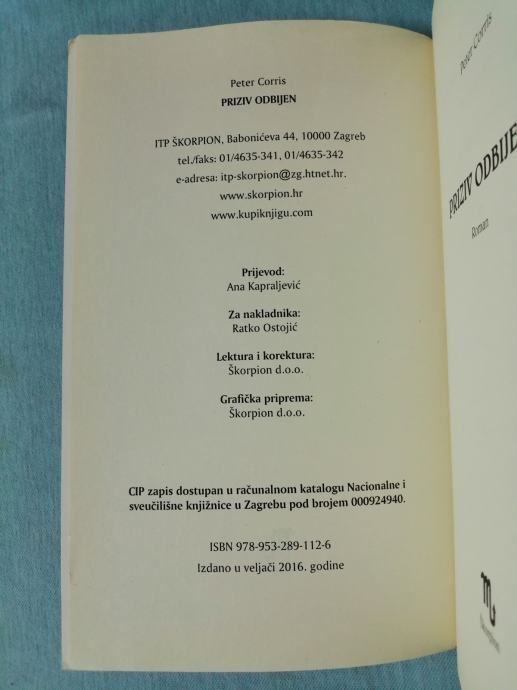 Peter Corris
PRIZIV ODBIJEN
ITP ŠKORPION, Babonićeva 44, 10000 Zagreb
tel./faks: 01/4635-341, 01/4635-342
e-adresa: itp-skorpion@zg.htnet.hr.
www.skorpion.hr
www.kupiknjigu.com
Prijevod:
Ana Kapraljević
Za nakladnika:
Ratko Ostojić
Lektura i korektura:
Škorpion d.o.o.
Grafička priprema:
Škorpion d.o.o.
CIP zapis dostupan u računalnom katalogu Nacionalne i
sveučilišne knjižnice u Zagrebu pod brojem 000924940.
ISBN 978-953-289-112-6
Izdano u veljači 2016. godine
Peter Corris
PRIZIV ODBIJE
Roman